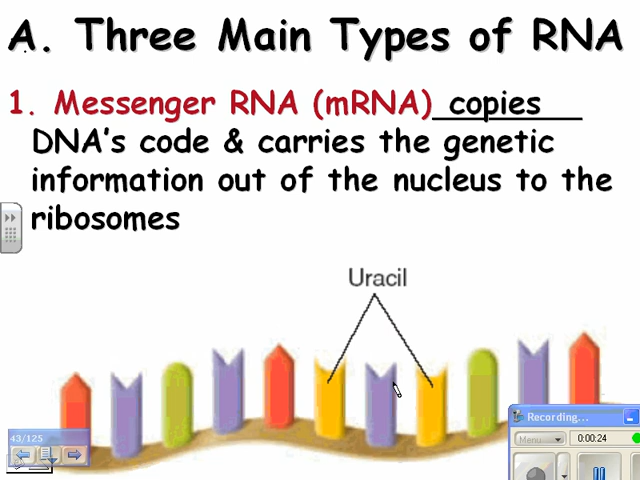 A. Three Main Types of RNA
1. Messenger RNA (mRNA) copies
DNA's code & carries the genetic
information out of the nucleus to the
ribosomes
Uracil
43/125
Recording...
Menu
0:00:24